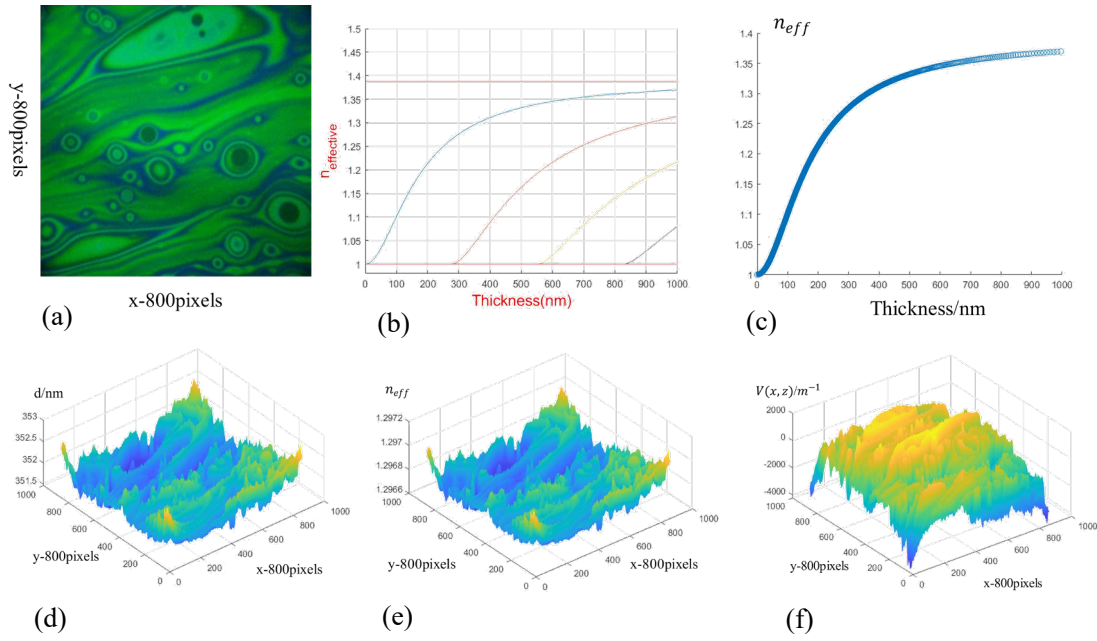 y-800pixels
x-800pixels
(a)
1.5
1.45
1.4
1.35
1.3
1.25
1.2
1.15
1.1
1.05
1
n_effective
0 100 200 300 400 500 600 700 800 900 1000
Thickness(nm)
(b)
n_eff
1.4
1.35
1.3
1.25
1.2
1.15
1.1
1.05
1
0 100 200 300 400 500 600 700 800 900 1000
Thickness/nm
(c)
d/nm
353
352.5
352
351.5
1000
800
600
400
200
0
y-800pixels
0
200
400
600
800
1000
x-800pixels
(d)
n_eff
1.2972
1.297
1.2968
1.2966
1000
800
600
400
200
0
y-800pixels
0
200
400
600
800
1000
x-800pixels
(e)
V(x,z)/m⁻¹
2000
0
-2000
-4000
1000
800
600
400
200
0
y-800pixels
0
200
400
600
800
1000
x-800pixels
(f)